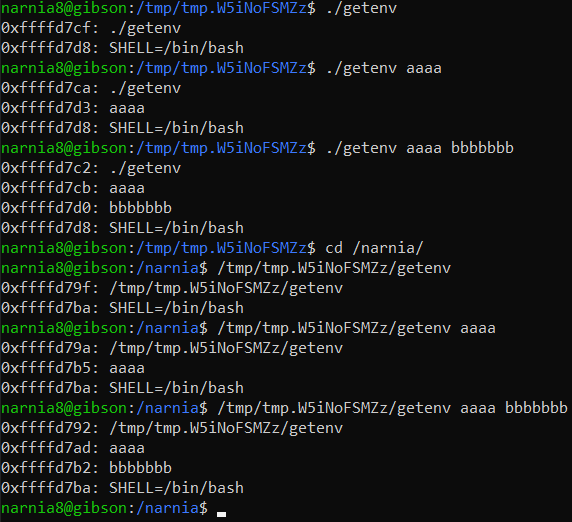 narnia8@gibson:/tmp/tmp.W5iNoFSMZz$ ./getenv
0xffffd7cf: ./getenv
0xffffd7d8: SHELL=/bin/bash
narnia8@gibson:/tmp/tmp.W5iNoFSMZz$ ./getenv aaaa
0xffffd7ca: ./getenv
0xffffd7d3: aaaa
0xffffd7d8: SHELL=/bin/bash
narnia8@gibson:/tmp/tmp.W5iNoFSMZz$ ./getenv aaaa bbbbbbb
0xffffd7c2: ./getenv
0xffffd7cb: aaaa
0xffffd7d0: bbbbbbb
0xffffd7d8: SHELL=/bin/bash
narnia8@gibson:/tmp/tmp.W5iNoFSMZz$ cd /narnia/
narnia8@gibson:/narnia$ /tmp/tmp.W5iNoFSMZz/getenv
0xffffd79f: /tmp/tmp.W5iNoFSMZz/getenv
0xffffd7ba: SHELL=/bin/bash
narnia8@gibson:/narnia$ /tmp/tmp.W5iNoFSMZz/getenv aaaa
0xffffd79a: /tmp/tmp.W5iNoFSMZz/getenv
0xffffd7b5: aaaa
0xffffd7ba: SHELL=/bin/bash
narnia8@gibson:/narnia$ /tmp/tmp.W5iNoFSMZz/getenv aaaa bbbbbbb
0xffffd792: /tmp/tmp.W5iNoFSMZz/getenv
0xffffd7ad: aaaa
0xffffd7b2: bbbbbbb
0xffffd7ba: SHELL=/bin/bash
narnia8@gibson:/narnia$